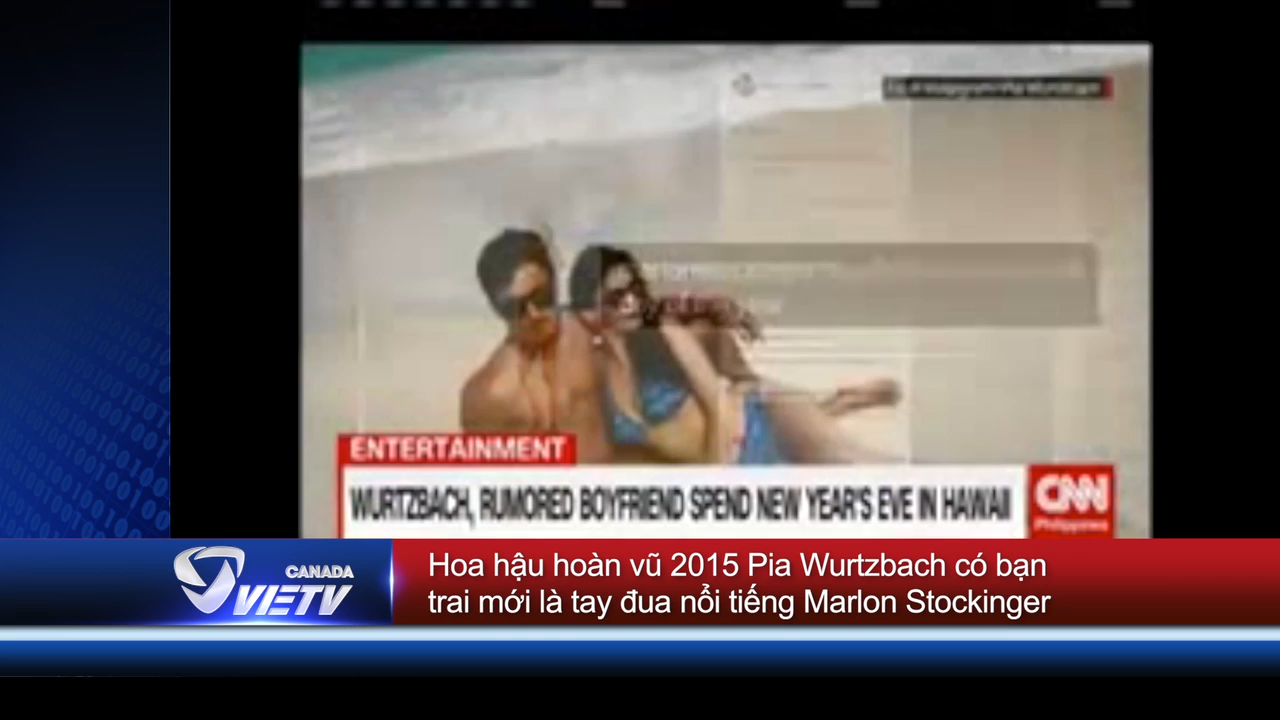 ENTERTAINMENT
WURTZBACH, RUMORED BOYFRIEND SPEND NEW YEAR'S EVE IN HAWAII
CNN
Philippines
CANADA
VIETV
Hoa hậu hoàn vũ 2015 Pia Wurtzbach có bạn
trai mới là tay đua nổi tiếng Marlon Stockinger